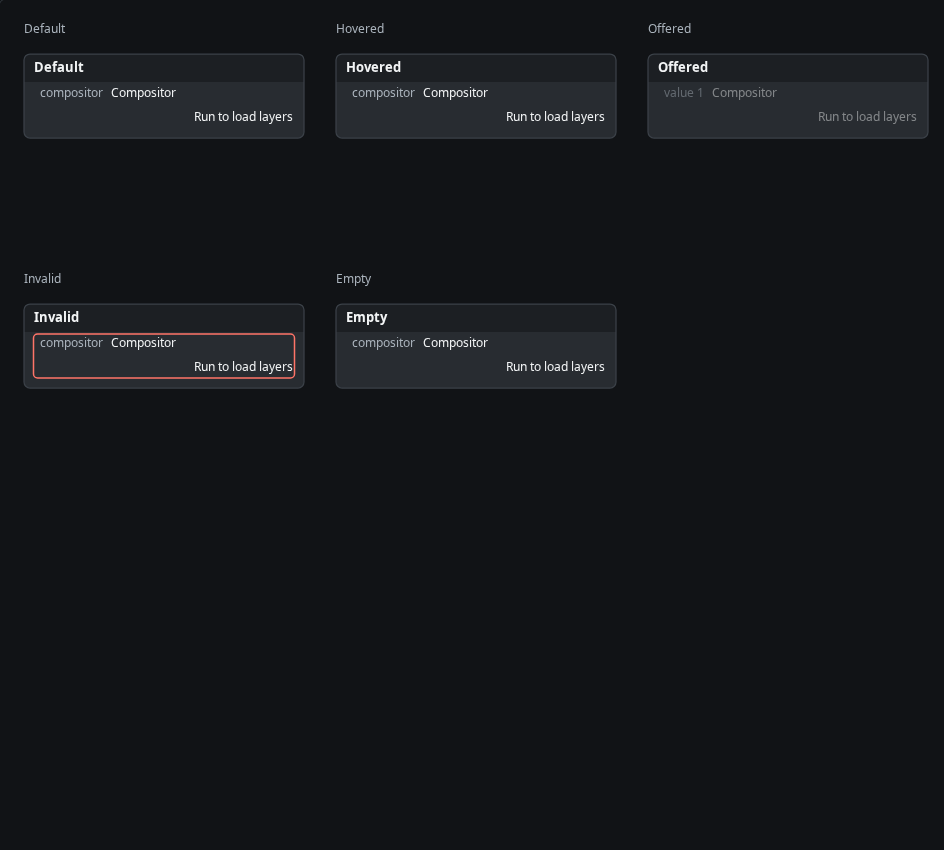 Default
Hovered
Offered
Default
Hovered
Offered
compositor Compositor
compositor Compositor
value 1 Compositor
Run to load layers
Run to load layers
Run to load layers
Invalid
Empty
Invalid
Empty
compositor Compositor
compositor Compositor
Run to load layers
Run to load layers